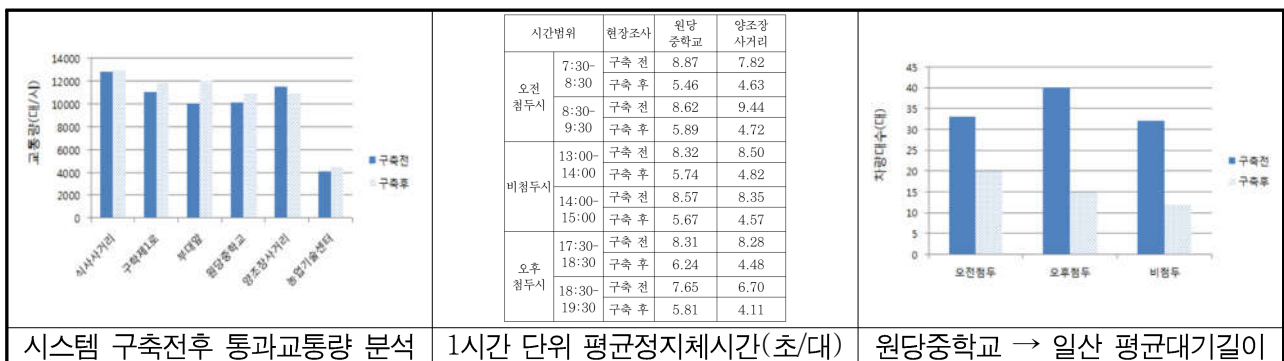 14000
12000
10000
8000
6000
4000
2000
0
교통량(대/시)
식사사거리
구학제1로
부대앞
원당중학교
양조장사거리
농업기술센터
구축전
구축후
시간범위 현장조사 원당 중학교 양조장 사거리
오전 첨두시 7:30-8:30 구축 전 8.87 7.82
구축 후 5.46 4.63
8:30-9:30 구축 전 8.62 9.44
구축 후 5.89 4.72
비첨두시 13:00-14:00 구축 전 8.32 8.50
구축 후 5.74 4.82
14:00-15:00 구축 전 8.57 8.35
구축 후 5.67 4.57
오후 첨두시 17:30-18:30 구축 전 8.31 8.28
구축 후 6.24 4.48
18:30-19:30 구축 전 7.65 6.70
구축 후 5.81 4.11
45
40
35
30
25
20
15
10
5
0
차량대수(대)
오전첨두
오후첨두
비첨두
구축전
구축후
시스템 구축전후 통과교통량 분석
1시간 단위 평균정지체시간(초/대)
원당중학교 → 일산 평균대기길이